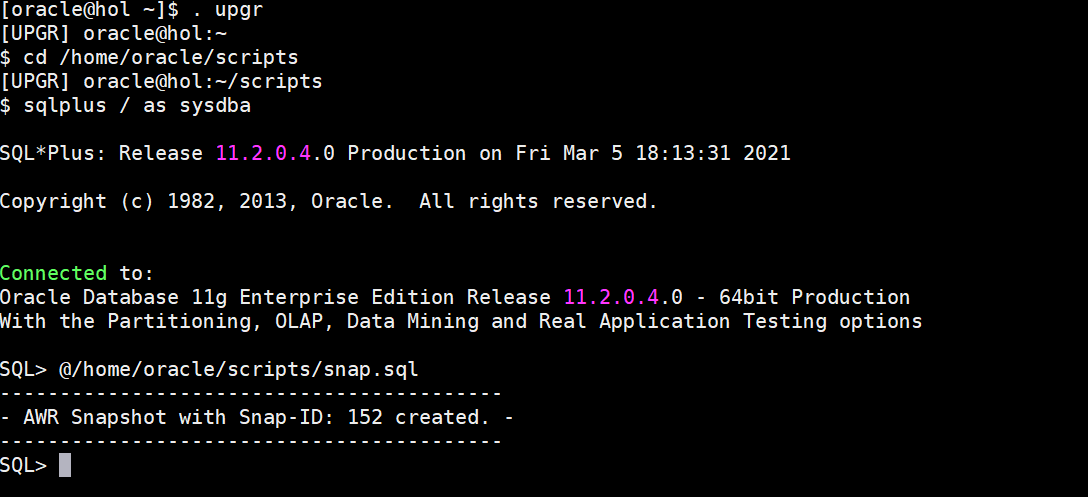 [oracle@hol ~]$ . upgr
[UPGR] oracle@hol:~
$ cd /home/oracle/scripts
[UPGR] oracle@hol:~/scripts
$ sqlplus / as sysdba
SQL*Plus: Release 11.2.0.4.0 Production on Fri Mar 5 18:13:31 2021
Copyright (c) 1982, 2013, Oracle.  All rights reserved.
Connected to:
Oracle Database 11g Enterprise Edition Release 11.2.0.4.0 - 64bit Production
With the Partitioning, OLAP, Data Mining and Real Application Testing options
SQL> @/home/oracle/scripts/snap.sql
------------------------------------------
- AWR Snapshot with Snap-ID: 152 created. -
------------------------------------------
SQL>